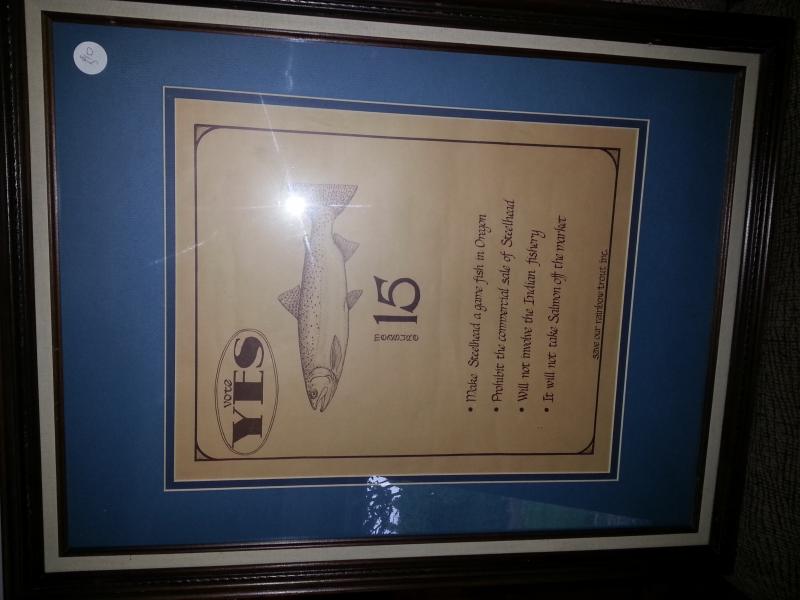 vote
YES
measure
15
• Make Steelhead a game fish in Oregon
• Prohibit the commercial sale of Steelhead
• Will not involve the Indian fishery
• It will not take Salmon off the market
save our rainbow trout inc.